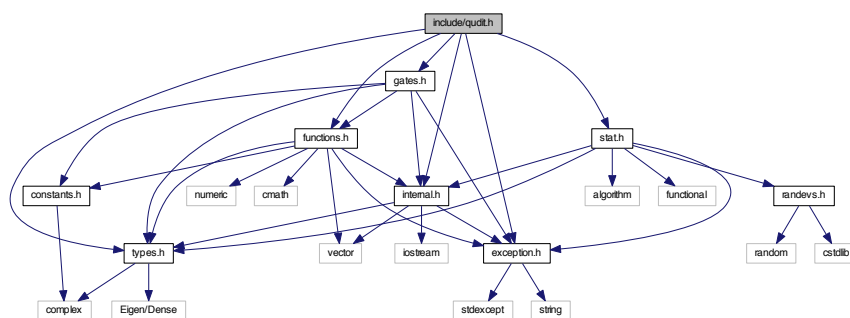 include/qudit.h
gates.h
functions.h
stat.h
constants.h
numeric
cmath
internal.h
algorithm
functional
randevs.h
types.h
vector
iostream
exception.h
random
cstdlib
complex
Eigen/Dense
stdexcept
string